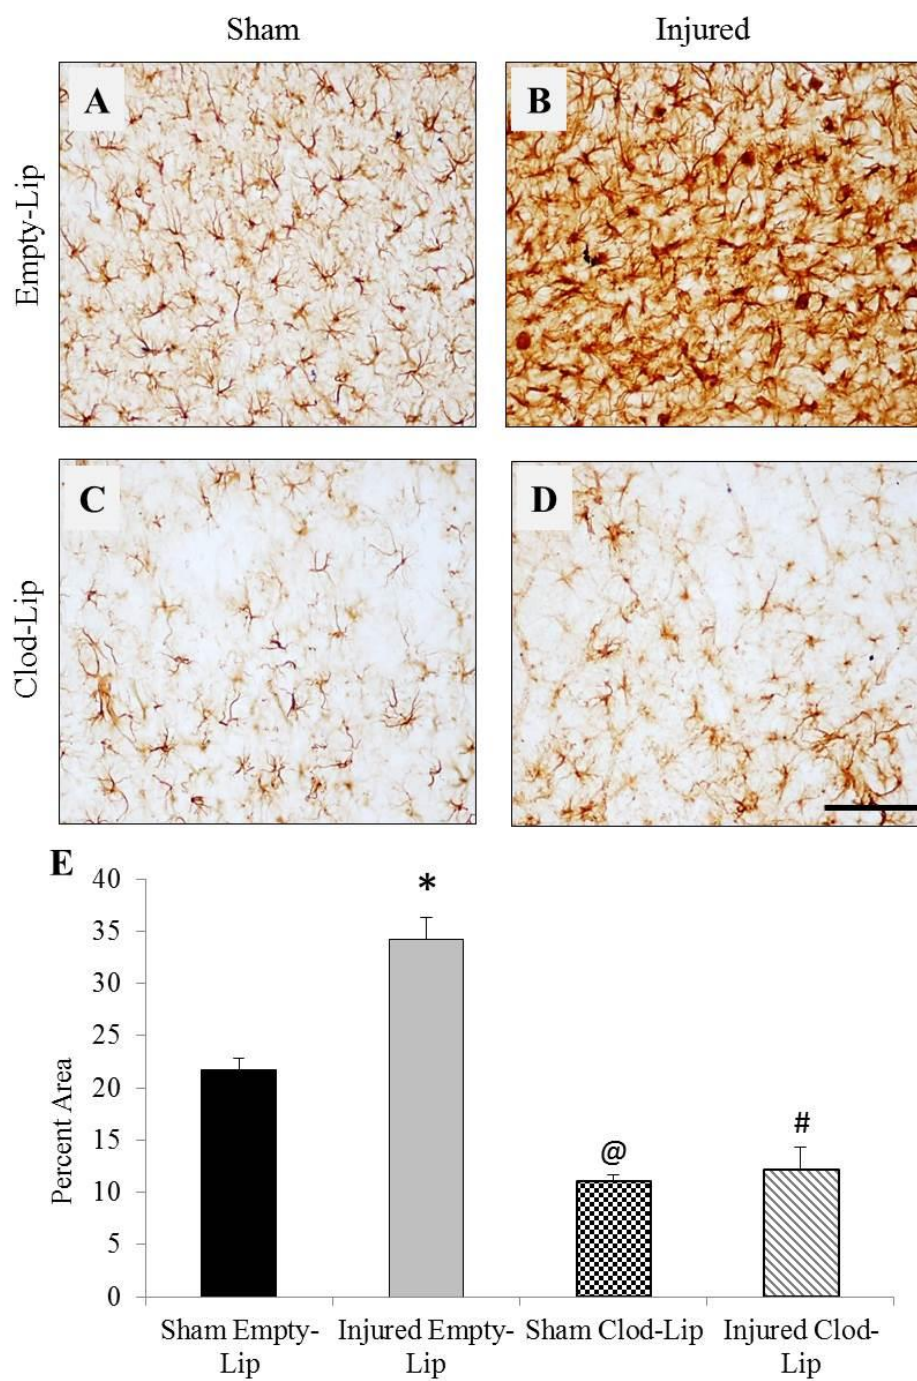 Sham
Injured
Empty-Lip
A
B
Clod-Lip
C
D
E
40
35
30
25
20
15
10
5
0
Percent Area
*
@
#
Sham Empty-
Lip
Injured Empty-
Lip
Sham Clod-Lip
Injured Clod-
Lip